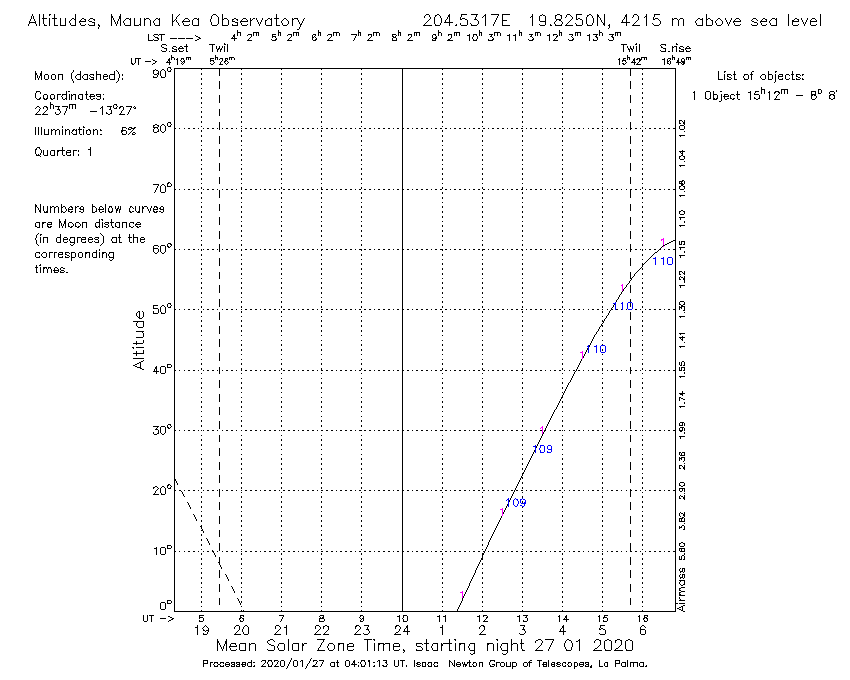 Altitudes, Mauna Kea Observatory 204.5317E 19.8250N, 4215 m above sea level
LST ---> 4h 2m 5h 2m 6h 2m 7h 2m 8h 2m 9h 2m 10h 3m 11h 3m 12h 3m 13h 3m
S.set Twil Twil S.rise
UT -> 4h19m 5h26m 15h42m 16h49m
Moon (dashed):
Coordinates:
22h37m -13°27'
Illumination: 6%
Quarter: 1
Numbers below curves
are Moon distance
(in degrees) at the
corresponding
times.
List of objects:
1 Object 15h12m - 8° 8'
Altitude
90°
80°
70°
60°
50°
40°
30°
20°
10°
0°
1 110
1 110
1 110
1 109
1 109
1
1.02
1.04
1.06
1.10
1.15
1.22
1.30
1.41
1.55
1.74
1.99
2.36
2.90
3.82
5.60
Airmass
UT -> 5 6 7 8 9 10 11 12 13 14 15 16
19 20 21 22 23 24 1 2 3 4 5 6
Mean Solar Zone Time, starting night 27 01 2020
Processed: 2020/01/27 at 04:01:13 UT. Isaac Newton Group of Telescopes, La Palma.